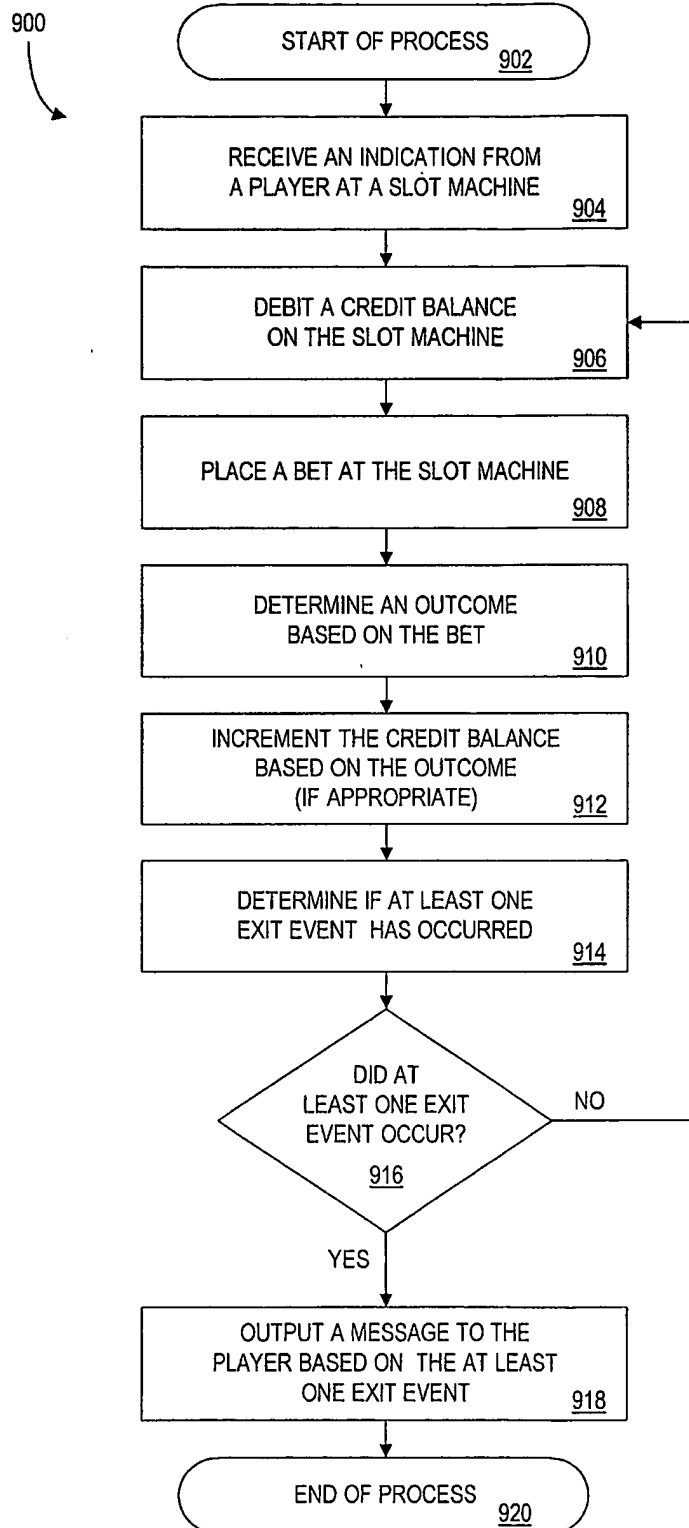 900
START OF PROCESS
902
RECEIVE AN INDICATION FROM
A PLAYER AT A SLOT MACHINE
904
DEBIT A CREDIT BALANCE
ON THE SLOT MACHINE
906
PLACE A BET AT THE SLOT MACHINE
908
DETERMINE AN OUTCOME
BASED ON THE BET
910
INCREMENT THE CREDIT BALANCE
BASED ON THE OUTCOME
(IF APPROPRIATE)
912
DETERMINE IF AT LEAST ONE
EXIT EVENT HAS OCCURRED
914
DID AT
LEAST ONE EXIT
EVENT OCCUR?
916
NO
YES
OUTPUT A MESSAGE TO THE
PLAYER BASED ON THE AT LEAST
ONE EXIT EVENT
918
END OF PROCESS
920